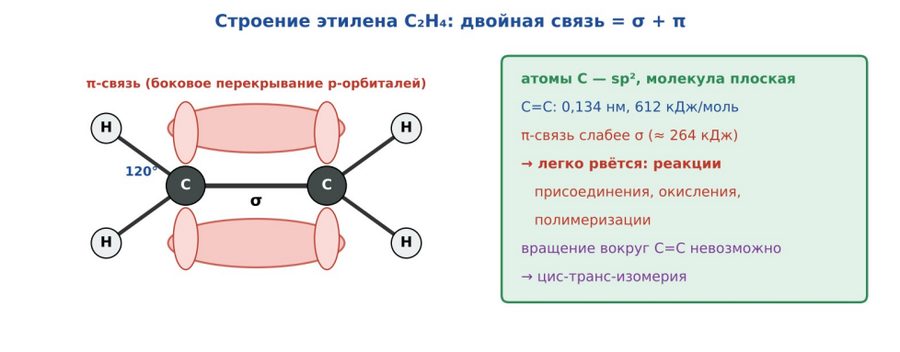 Строение этилена C₂H₄: двойная связь = σ + π
π-связь (боковое перекрывание p-орбиталей)
H
H
120°
C
C
σ
H
H
атомы C — sp², молекула плоская
C=C: 0,134 нм, 612 кДж/моль
π-связь слабее σ (≈ 264 кДж)
→ легко рвётся: реакции
присоединения, окисления,
полимеризации
вращение вокруг C=C невозможно
→ цис-транс-изомерия